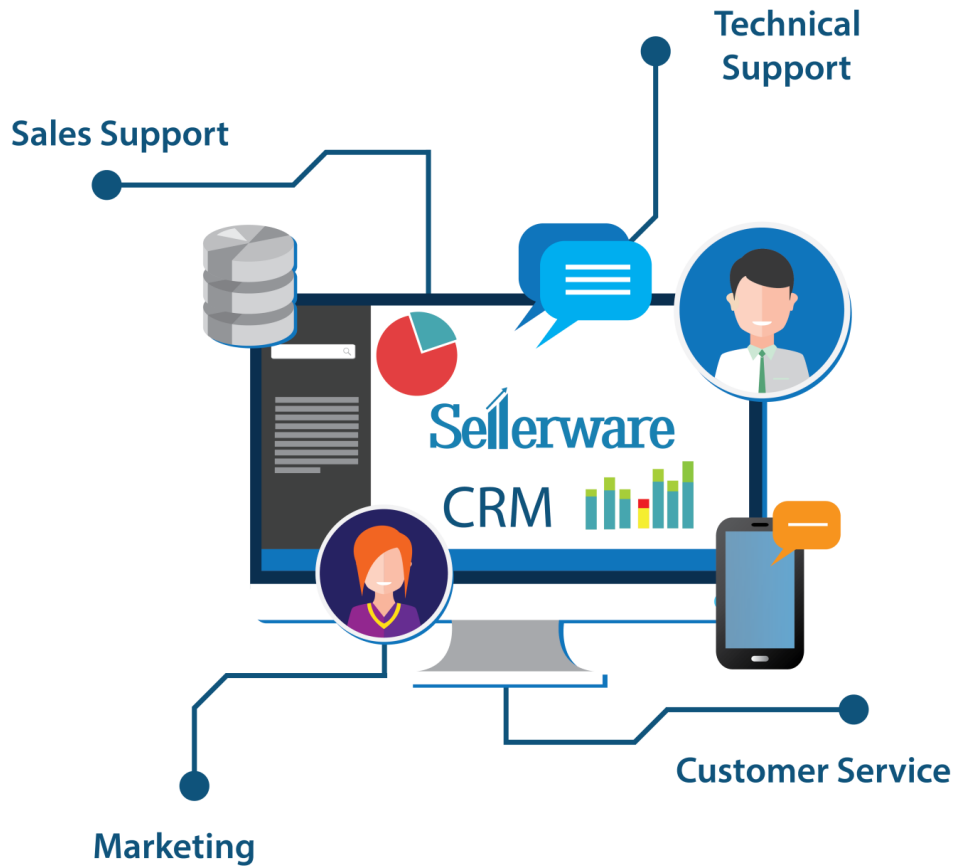 Technical
Support
Sales Support
Sellerware
CRM
Customer Service
Marketing